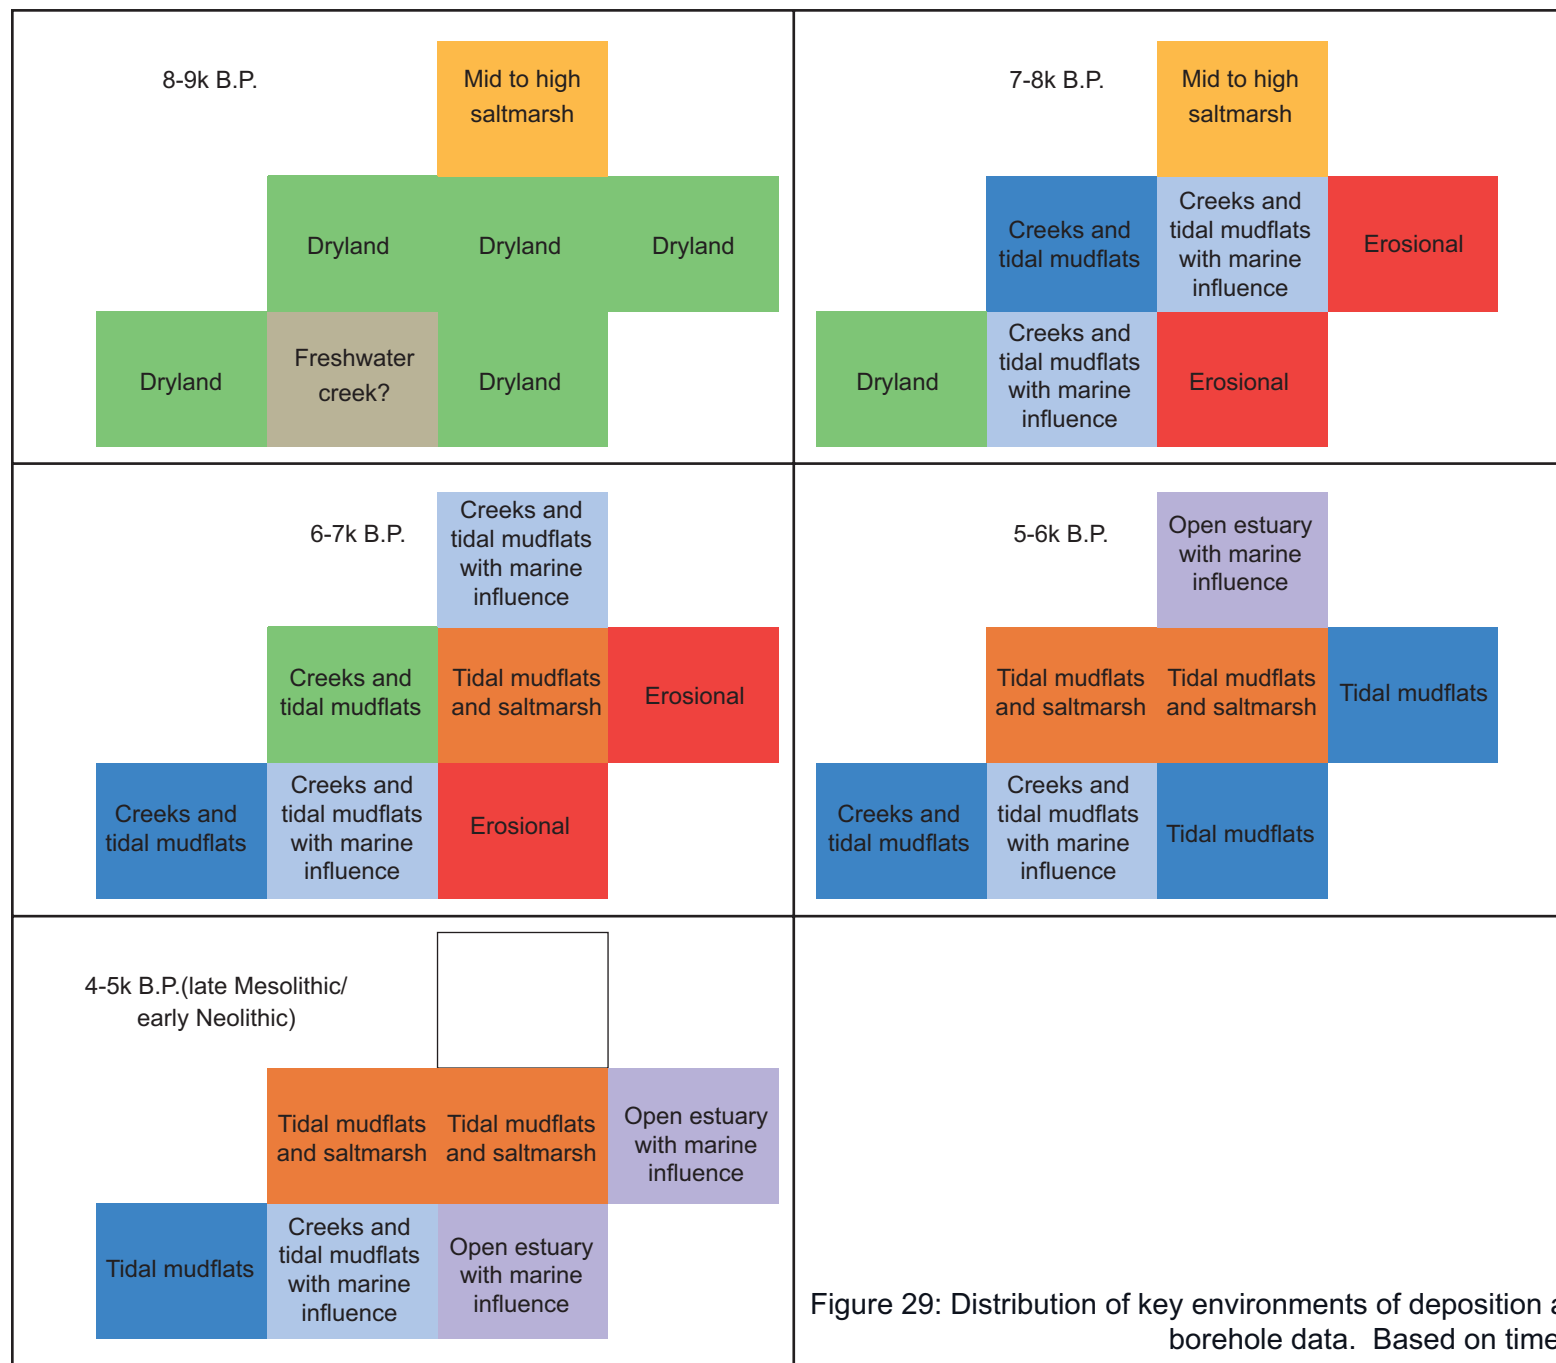 8-9k B.P.
Mid to high
saltmarsh
Dryland
Dryland
Dryland
Dryland
Freshwater
creek?
Dryland
7-8k B.P.
Mid to high
saltmarsh
Creeks and
tidal mudflats
Creeks and
tidal mudflats
with marine
influence
Erosional
Dryland
Creeks and
tidal mudflats
with marine
influence
Erosional
6-7k B.P.
Creeks and
tidal mudflats
with marine
influence
Creeks and
tidal mudflats
Tidal mudflats
and saltmarsh
Erosional
Creeks and
tidal mudflats
Creeks and
tidal mudflats
with marine
influence
Erosional
5-6k B.P.
Open estuary
with marine
influence
Tidal mudflats
and saltmarsh
Tidal mudflats
and saltmarsh
Tidal mudflats
Creeks and
tidal mudflats
Creeks and
tidal mudflats
with marine
influence
Tidal mudflats
4-5k B.P.(late Mesolithic/
early Neolithic)
Tidal mudflats
and saltmarsh
Tidal mudflats
and saltmarsh
Open estuary
with marine
influence
Tidal mudflats
Creeks and
tidal mudflats
with marine
influence
Open estuary
with marine
influence
Figure 29: Distribution of key environments of deposition
borehole data. Based on time